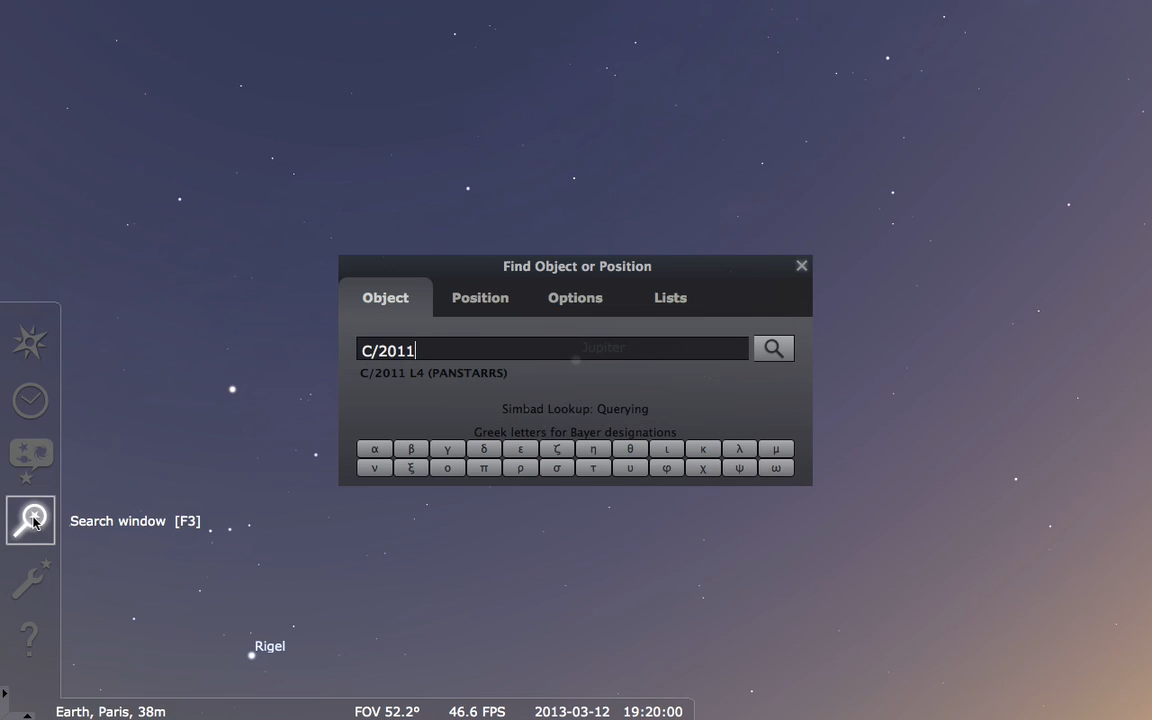 Find Object or Position
Object Position Options Lists
C/2011
Jupiter
C/2011 L4 (PANSTARRS)
Simbad Lookup: Querying
Greek letters for Bayer designations
α β γ δ ε ζ η θ ι κ λ μ
ν ξ ο π ρ σ τ υ φ χ ψ ω
Search window [F3]
Rigel
Earth, Paris, 38m FOV 52.2° 46.6 FPS 2013-03-12 19:20:00